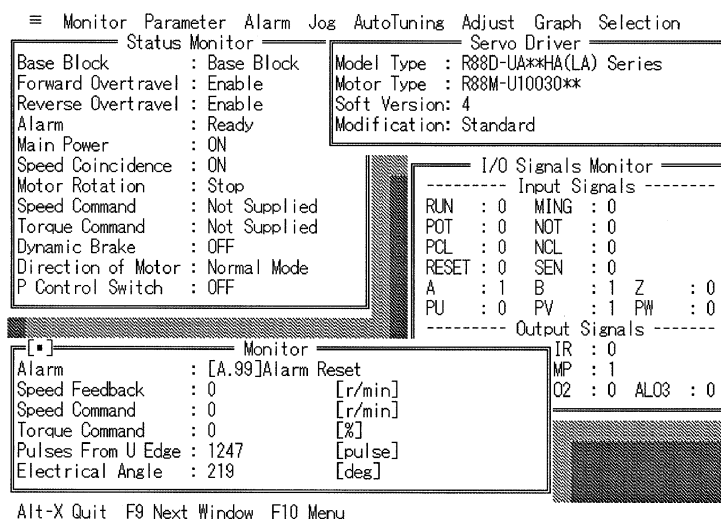 ≡ Monitor Parameter Alarm Jog AutoTuning Adjust Graph Selection
Status Monitor
Base Block : Base Block
Forward Overtravel : Enable
Reverse Overtravel : Enable
Alarm : Ready
Main Power : ON
Speed Coincidence : ON
Motor Rotation : Stop
Speed Command : Not Supplied
Torque Command : Not Supplied
Dynamic Brake : OFF
Direction of Motor : Normal Mode
P Control Switch : OFF
Servo Driver
Model Type : R88D-UA**HA(LA) Series
Motor Type : R88M-U10030**
Soft Version: 4
Modification: Standard
I/O Signals Monitor
--------- Input Signals --------
RUN : 0 MING : 0
POT : 0 NOT : 0
PCL : 0 NCL : 0
RESET : 0 SEN : 0
A : 1 B : 1 Z : 0
PU : 0 PV : 1 PW : 0
--------- Output Signals -------
IR : 0
MP : 1
O2 : 0 ALO3 : 0
[▪] Monitor
Alarm : [A.99]Alarm Reset
Speed Feedback : 0 [r/min]
Speed Command : 0 [r/min]
Torque Command : 0 [%]
Pulses From U Edge : 1247 [pulse]
Electrical Angle : 219 [deg]
Alt-X Quit F9 Next Window F10 Menu